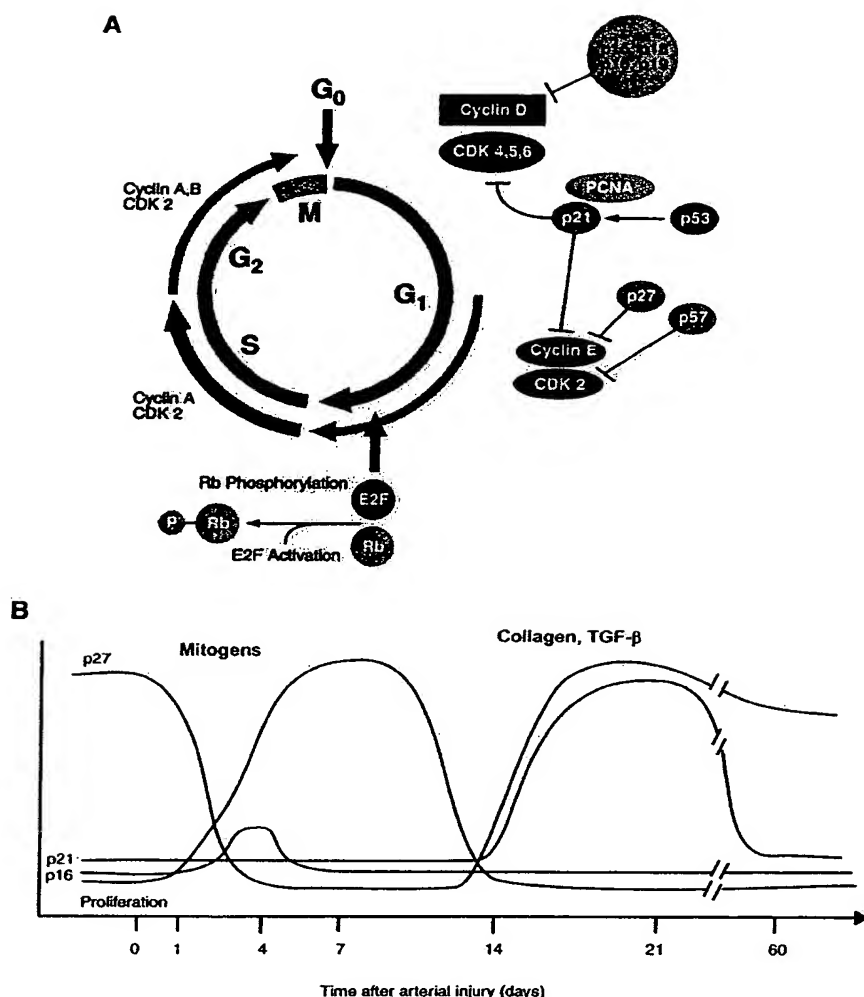 A
G0
Cyclin D
CDK 4,5,6
Cyclin A,B
CDK 2
PCNA
M
p21
p53
G2
G1
p27
p57
S
Cyclin E
CDK 2
Cyclin A
CDK 2
Rb Phosphorylation
E2F
P
Rb
E2F Activation
Rb
B
Mitogens
Collagen, TGF-β
p27
p21
p16
Proliferation
0 1 4 7 14 21 60
Time after arterial injury (days)